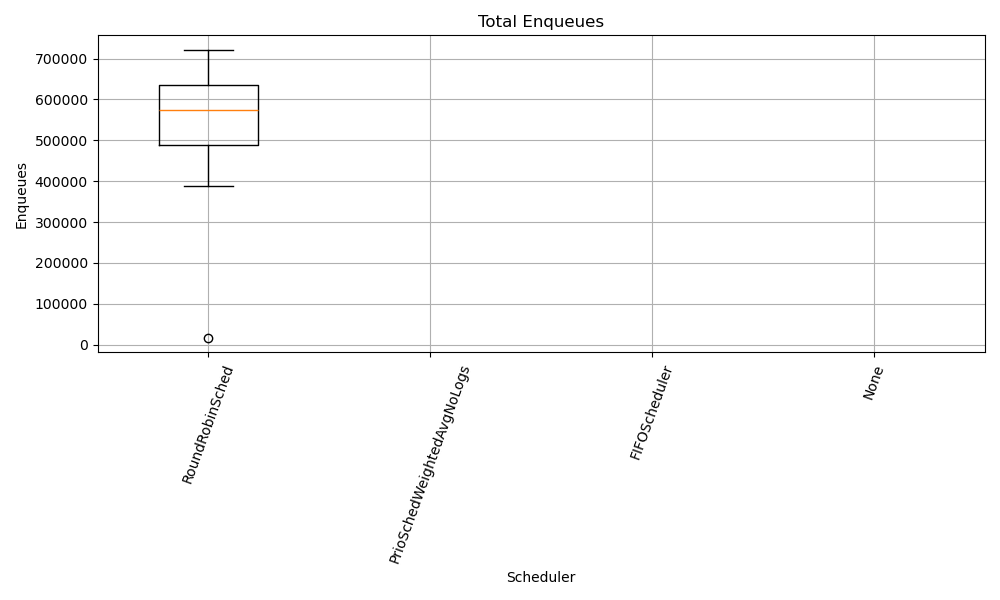 Total Enqueues
Enqueues
700000
600000
500000
400000
300000
200000
100000
0
RoundRobinSched
PrioSchedWeightedAvgNoLogs
FIFOScheduler
None
Scheduler